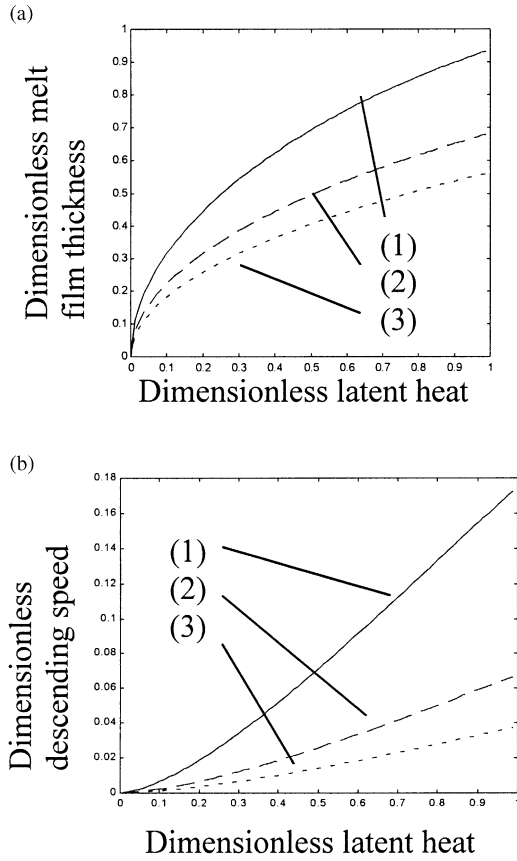 (a)
Dimensionless melt
film thickness
1
0.9
0.8
0.7
0.6
0.5
0.4
0.3
0.2
0.1
0
(1)
(2)
(3)
0 0.1 0.2 0.3 0.4 0.5 0.6 0.7 0.8 0.9 1
Dimensionless latent heat
(b)
Dimensionless
descending speed
0.18
0.16
0.14
0.12
0.1
0.08
0.06
0.04
0.02
0
(1)
(2)
(3)
0 0.1 0.2 0.3 0.4 0.5 0.6 0.7 0.8 0.9 1
Dimensionless latent heat